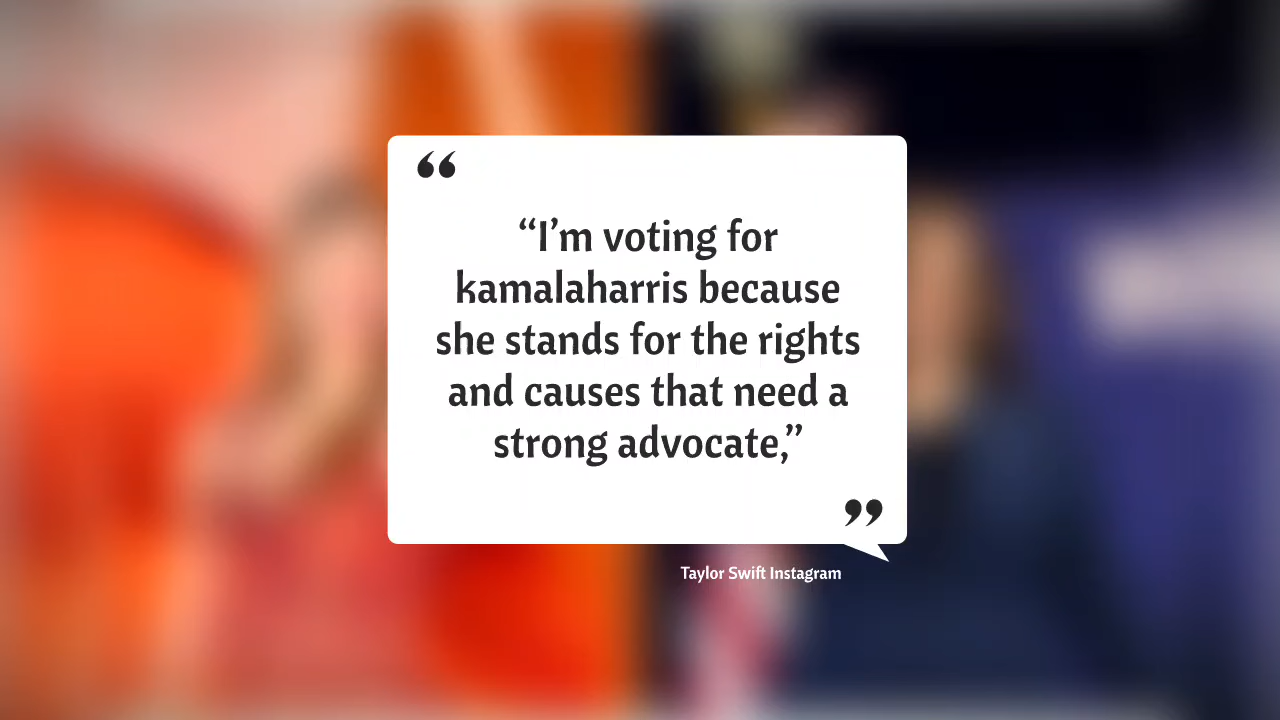 “
“I’m voting for
kamalaharris because
she stands for the rights
and causes that need a
strong advocate,”
”
Taylor Swift Instagram